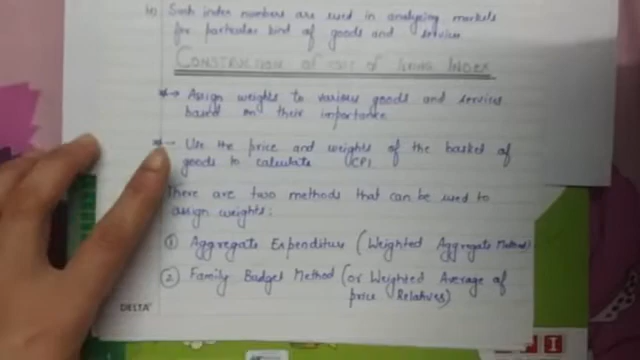 Such index numbers are used in analysing markets
for particular kind of goods and services
CONSTRUCTION OF COST OF LIVING INDEX
→ Assign weights to various goods and services
based on their importance
→ Use the price and weights of the basket of
goods to calculate CPI
There are two methods that can be used to
assign weights:
① Aggregate Expenditure (Weighted Aggregate Method)
② Family Budget Method (or Weighted Average of
price Relatives)
DELTA